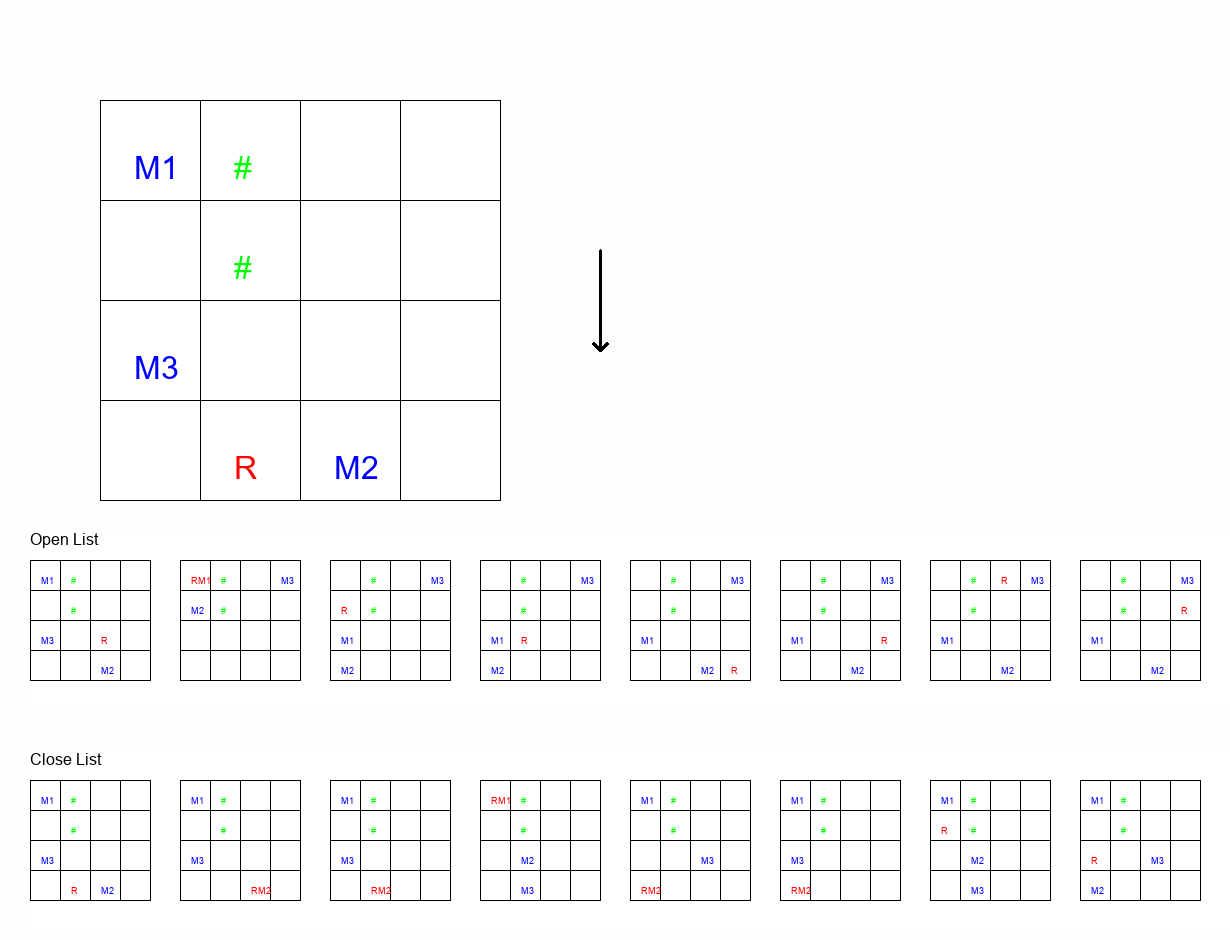 M1 #
#
M3
R M2
Open List
M1 # RM1 # M3 # M3 # M3 # M3 # M3 # R M3 # M3
# M2 # R # # # # # # R
M3 R M1 M1 R M1 M1 R M1 M1
M2 M2 M2 M2 R M2 M2 M2
Close List
M1 # M1 # M1 # RM1 # M1 # M1 # M1 # M1 #
# # # # # # R # #
M3 M3 M3 M2 M3 M3 M2 R M3
R M2 RM2 RM2 M3 RM2 RM2 M3 M2